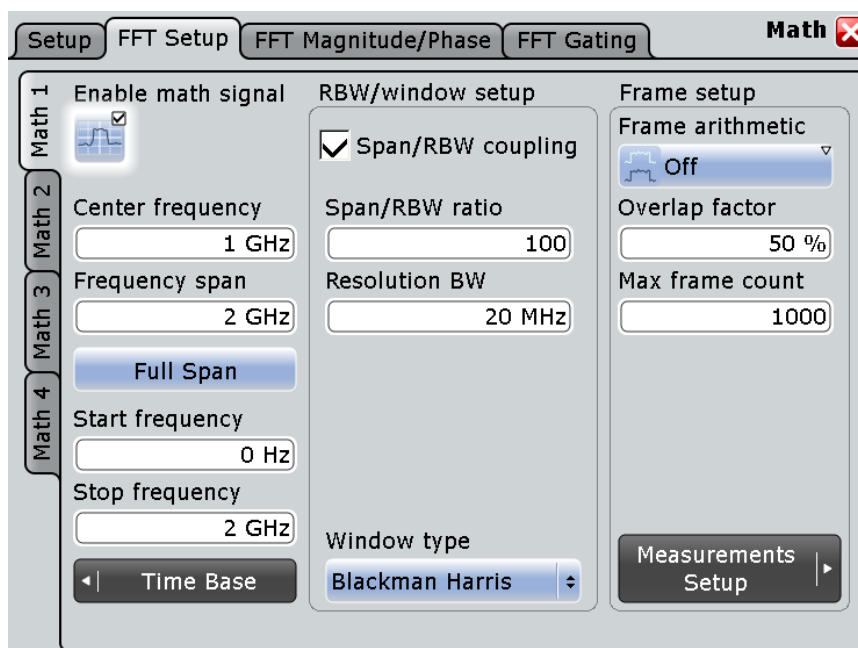 Setup
FFT Setup
FFT Magnitude/Phase
FFT Gating
Math
Math 1
Math 2
Math 3
Math 4
Enable math signal
Center frequency
1 GHz
Frequency span
2 GHz
Full Span
Start frequency
0 Hz
Stop frequency
2 GHz
Time Base
RBW/window setup
Span/RBW coupling
Span/RBW ratio
100
Resolution BW
20 MHz
Window type
Blackman Harris
Frame setup
Frame arithmetic
Off
Overlap factor
50 %
Max frame count
1000
Measurements
Setup